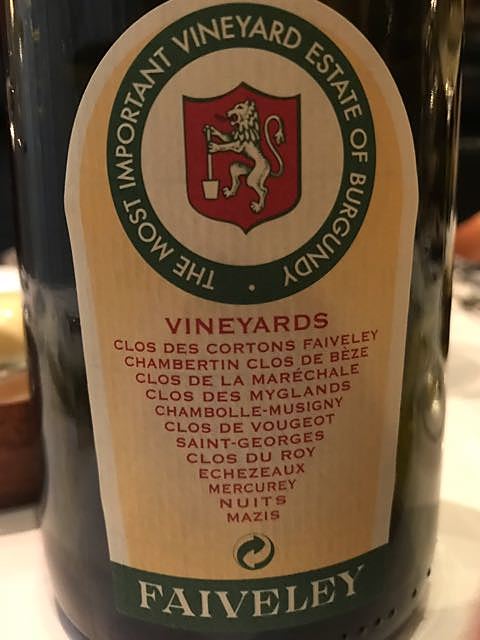 THE MOST IMPORTANT VINEYARD ESTATE OF BURGUNDY
VINEYARDS
CLOS DES CORTONS FAIVELEY
CHAMBERTIN CLOS DE BÈZE
CLOS DE LA MARÉCHALE
CLOS DES MYGLANDS
CHAMBOLLE-MUSIGNY
CLOS DE VOUGEOT
SAINT-GEORGES
CLOS DU ROY
ECHEZEAUX
MERCUREY
NUITS
MAZIS
FAIVELEY